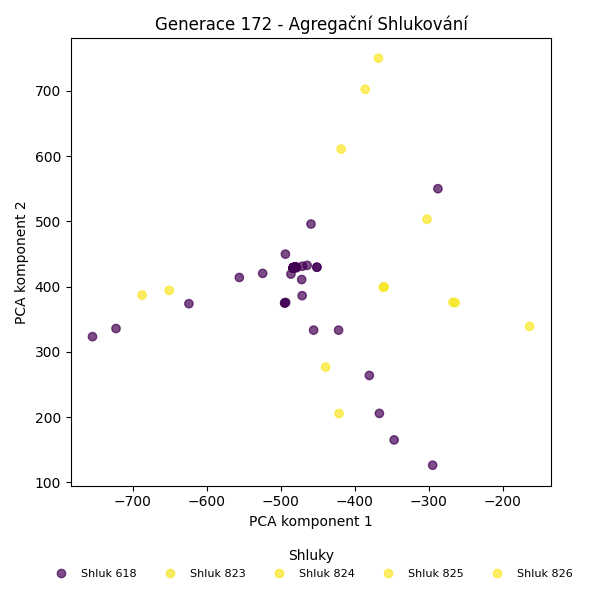 Generace 172 - Agregační Shlukování
PCA komponent 2
700
600
500
400
300
200
100
−700 −600 −500 −400 −300 −200
PCA komponent 1
Shluky
Shluk 618 Shluk 823 Shluk 824 Shluk 825 Shluk 826